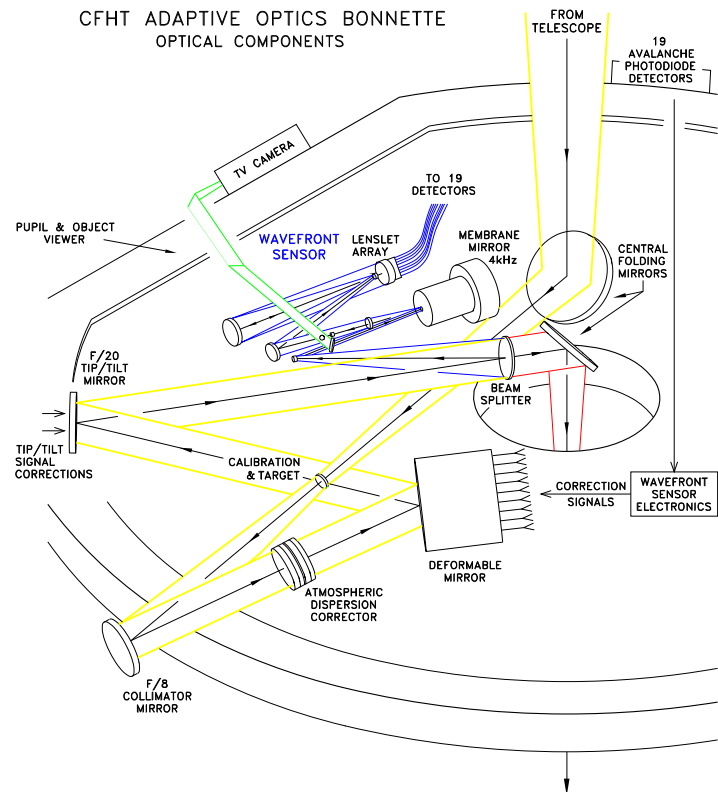 CFHT ADAPTIVE OPTICS BONNETTE
OPTICAL COMPONENTS
FROM
TELESCOPE
19
AVALANCHE
PHOTODIODE
DETECTORS
TV CAMERA
TO 19
DETECTORS
PUPIL & OBJECT
VIEWER
WAVEFRONT
SENSOR
LENSLET
ARRAY
MEMBRANE
MIRROR
4kHz
CENTRAL
FOLDING
MIRRORS
F/20
TIP/TILT
MIRROR
BEAM
SPLITTER
TIP/TILT
SIGNAL
CORRECTIONS
CALIBRATION
& TARGET
CORRECTION
SIGNALS
WAVEFRONT
SENSOR
ELECTRONICS
DEFORMABLE
MIRROR
ATMOSPHERIC
DISPERSION
CORRECTOR
F/8
COLLIMATOR
MIRROR